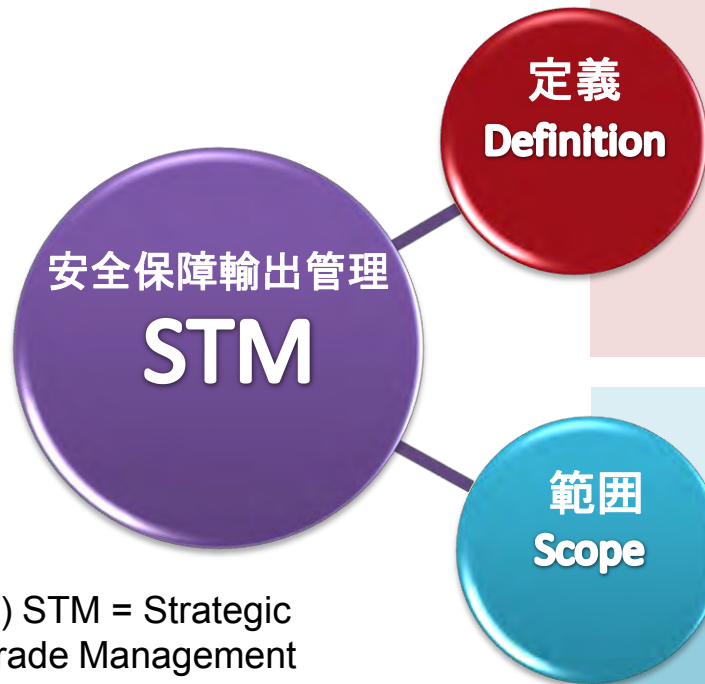 定義
Definition
安全保障輸出管理
STM
範囲
Scope
) STM = Strategic
rade Management